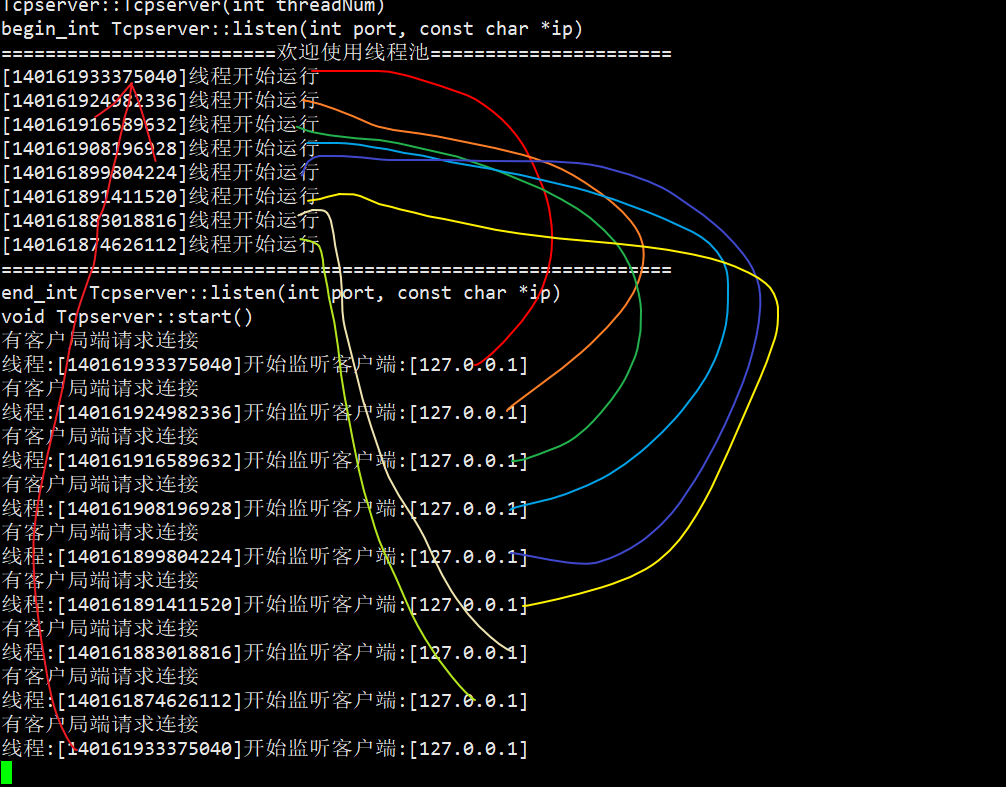 Tcpserver::Tcpserver(int threadNum)
begin_int Tcpserver::listen(int port, const char *ip)
=========================欢迎使用线程池======================
[140161933375040]线程开始运行
[140161924982336]线程开始运行
[140161916589632]线程开始运行
[140161908196928]线程开始运行
[140161899804224]线程开始运行
[140161891411520]线程开始运行
[140161883018816]线程开始运行
[140161874626112]线程开始运行
=============================================================
end_int Tcpserver::listen(int port, const char *ip)
void Tcpserver::start()
有客户局端请求连接
线程:[140161933375040]开始监听客户端:[127.0.0.1]
有客户局端请求连接
线程:[140161924982336]开始监听客户端:[127.0.0.1]
有客户局端请求连接
线程:[140161916589632]开始监听客户端:[127.0.0.1]
有客户局端请求连接
线程:[140161908196928]开始监听客户端:[127.0.0.1]
有客户局端请求连接
线程:[140161899804224]开始监听客户端:[127.0.0.1]
有客户局端请求连接
线程:[140161891411520]开始监听客户端:[127.0.0.1]
有客户局端请求连接
线程:[140161883018816]开始监听客户端:[127.0.0.1]
有客户局端请求连接
线程:[140161874626112]开始监听客户端:[127.0.0.1]
有客户局端请求连接
线程:[140161933375040]开始监听客户端:[127.0.0.1]